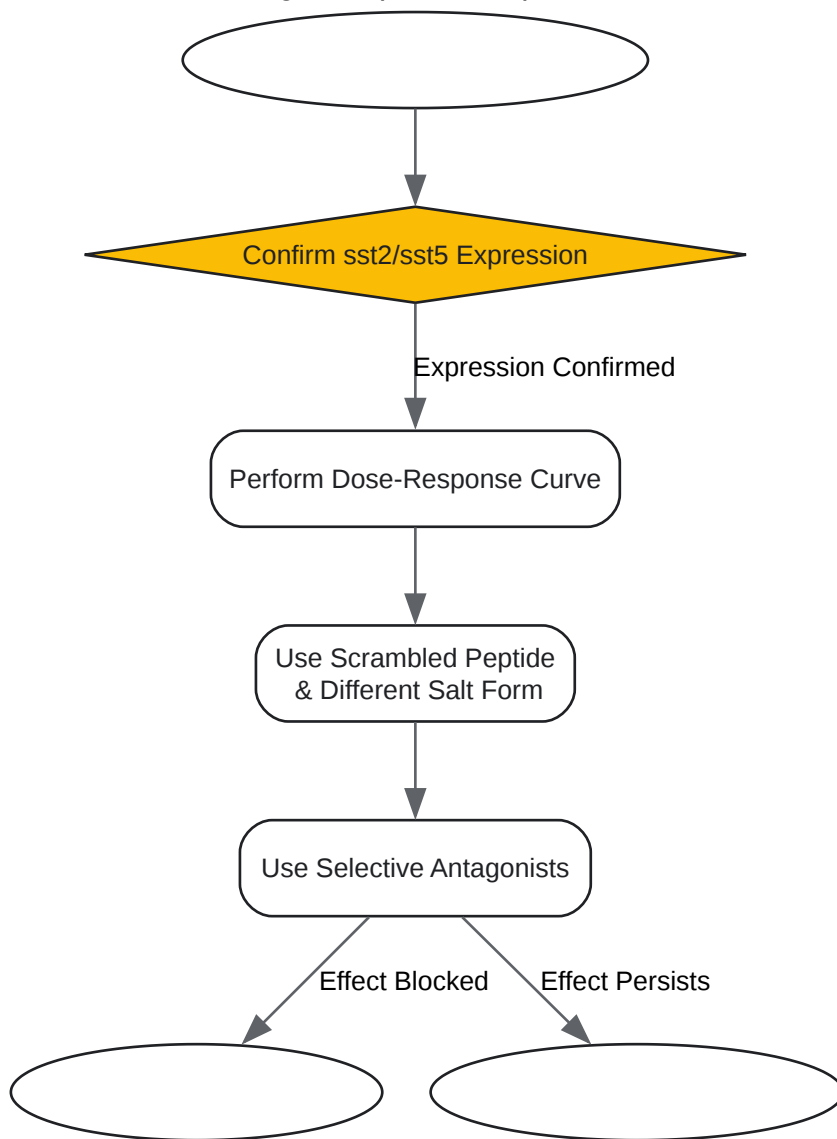 Confirm sst2/sst5 Expression
Expression Confirmed
Perform Dose-Response Curve
Use Scrambled Peptide
& Different Salt Form
Use Selective Antagonists
Effect Blocked
Effect Persists